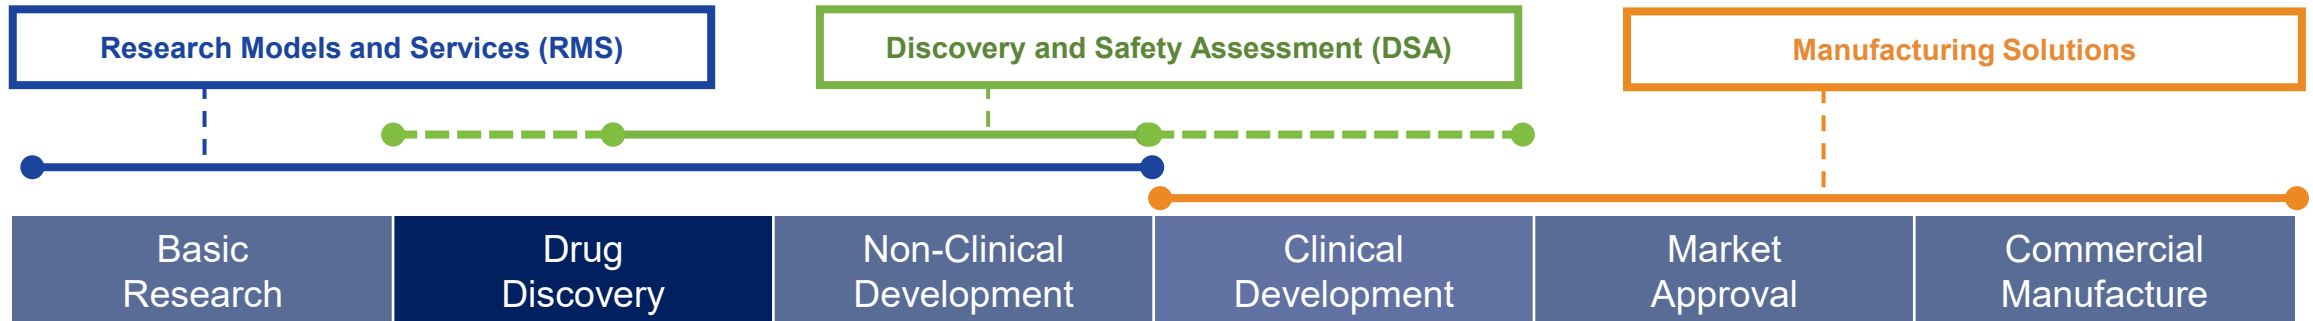 Research Models and Services (RMS)
Discovery and Safety Assessment (DSA)
Manufacturing Solutions
Basic
Research
Drug
Discovery
Non-Clinical
Development
Clinical
Development
Market
Approval
Commercial
Manufacture